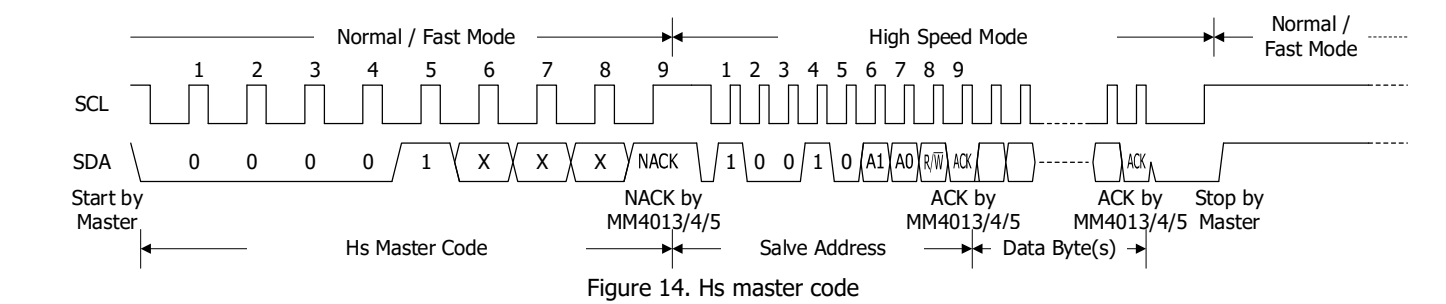 Normal / Fast Mode
High Speed Mode
Normal /
Fast Mode
1 2 3 4 5 6 7 8 9 1 2 3 4 5 6 7 8 9
SCL
SDA 0 0 0 0 1 X X X NACK 1 0 0 1 0 A1 A0 R/W̅ ACK ACK
Start by
Master
NACK by
MM4013/4/5
ACK by
MM4013/4/5
ACK by
MM4013/4/5
Stop by
Master
Hs Master Code
Salve Address
Data Byte(s)
Figure 14. Hs master code